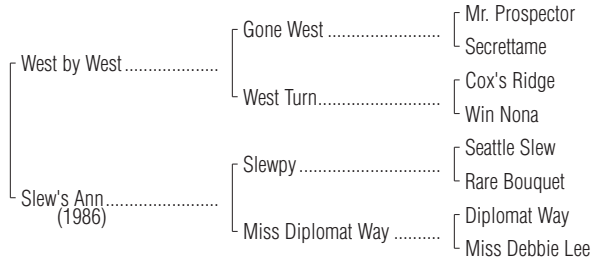 Mr. Prospector
Gone West
Secrettame
West by West
Cox's Ridge
West Turn
Win Nona
Seattle Slew
Slewpy
Rare Bouquet
Slew's Ann
(1986)
Diplomat Way
Miss Diplomat Way
Miss Debbie Lee